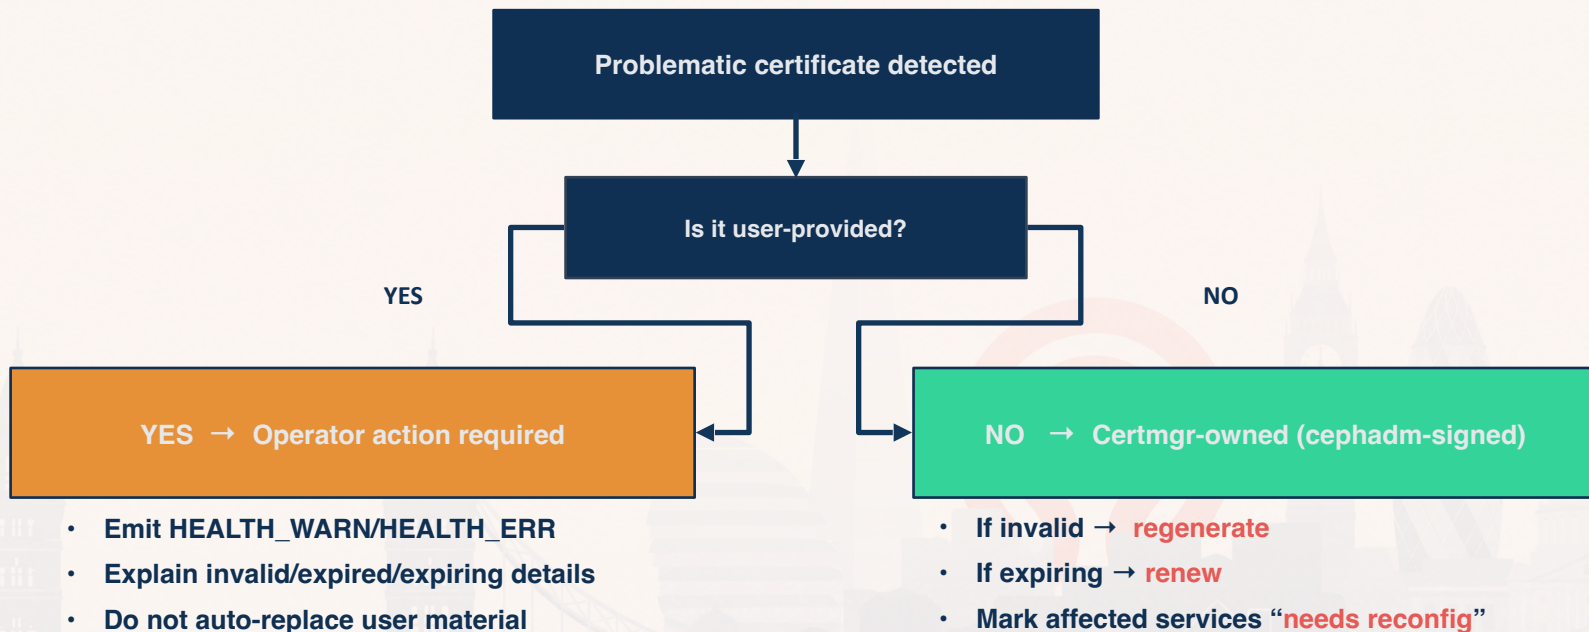 Problematic certificate detected
Is it user-provided?
YES
NO
YES → Operator action required
NO → Certmgr-owned (cephadm-signed)
• Emit HEALTH_WARN/HEALTH_ERR
• Explain invalid/expired/expiring details
• Do not auto-replace user material
• If invalid → regenerate
• If expiring → renew
• Mark affected services “needs reconfig”